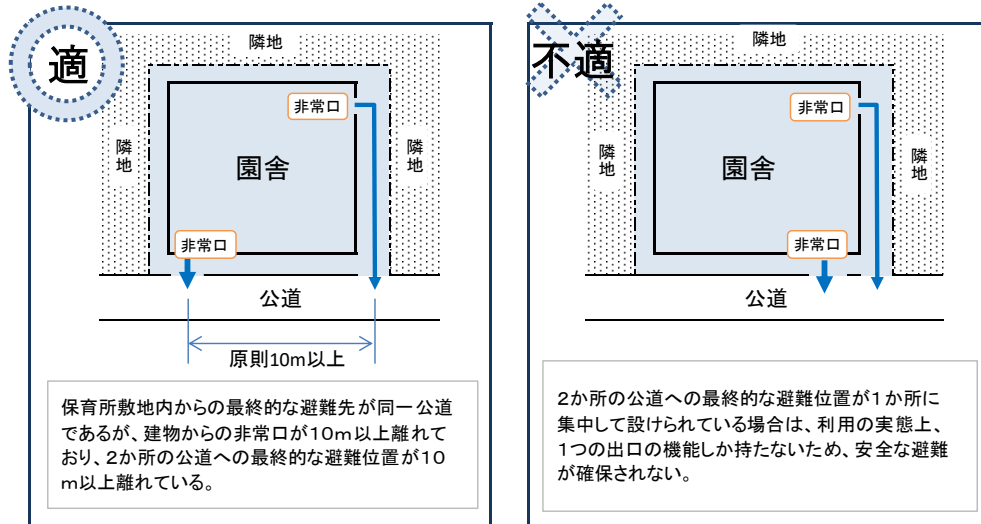 適
隣地
非常口
隣地
園舎
隣地
非常口
公道
原則10m以上
保育所敷地内からの最終的な避難先が同一公道
であるが、建物からの非常口が10m以上離れて
おり、2か所の公道への最終的な避難位置が10
m以上離れている。
不適
隣地
非常口
隣地
園舎
隣地
非常口
公道
2か所の公道への最終的な避難位置が1か所に
集中して設けられている場合は、利用の実態上、
1つの出口の機能しか持たないため、安全な避難
が確保されない。